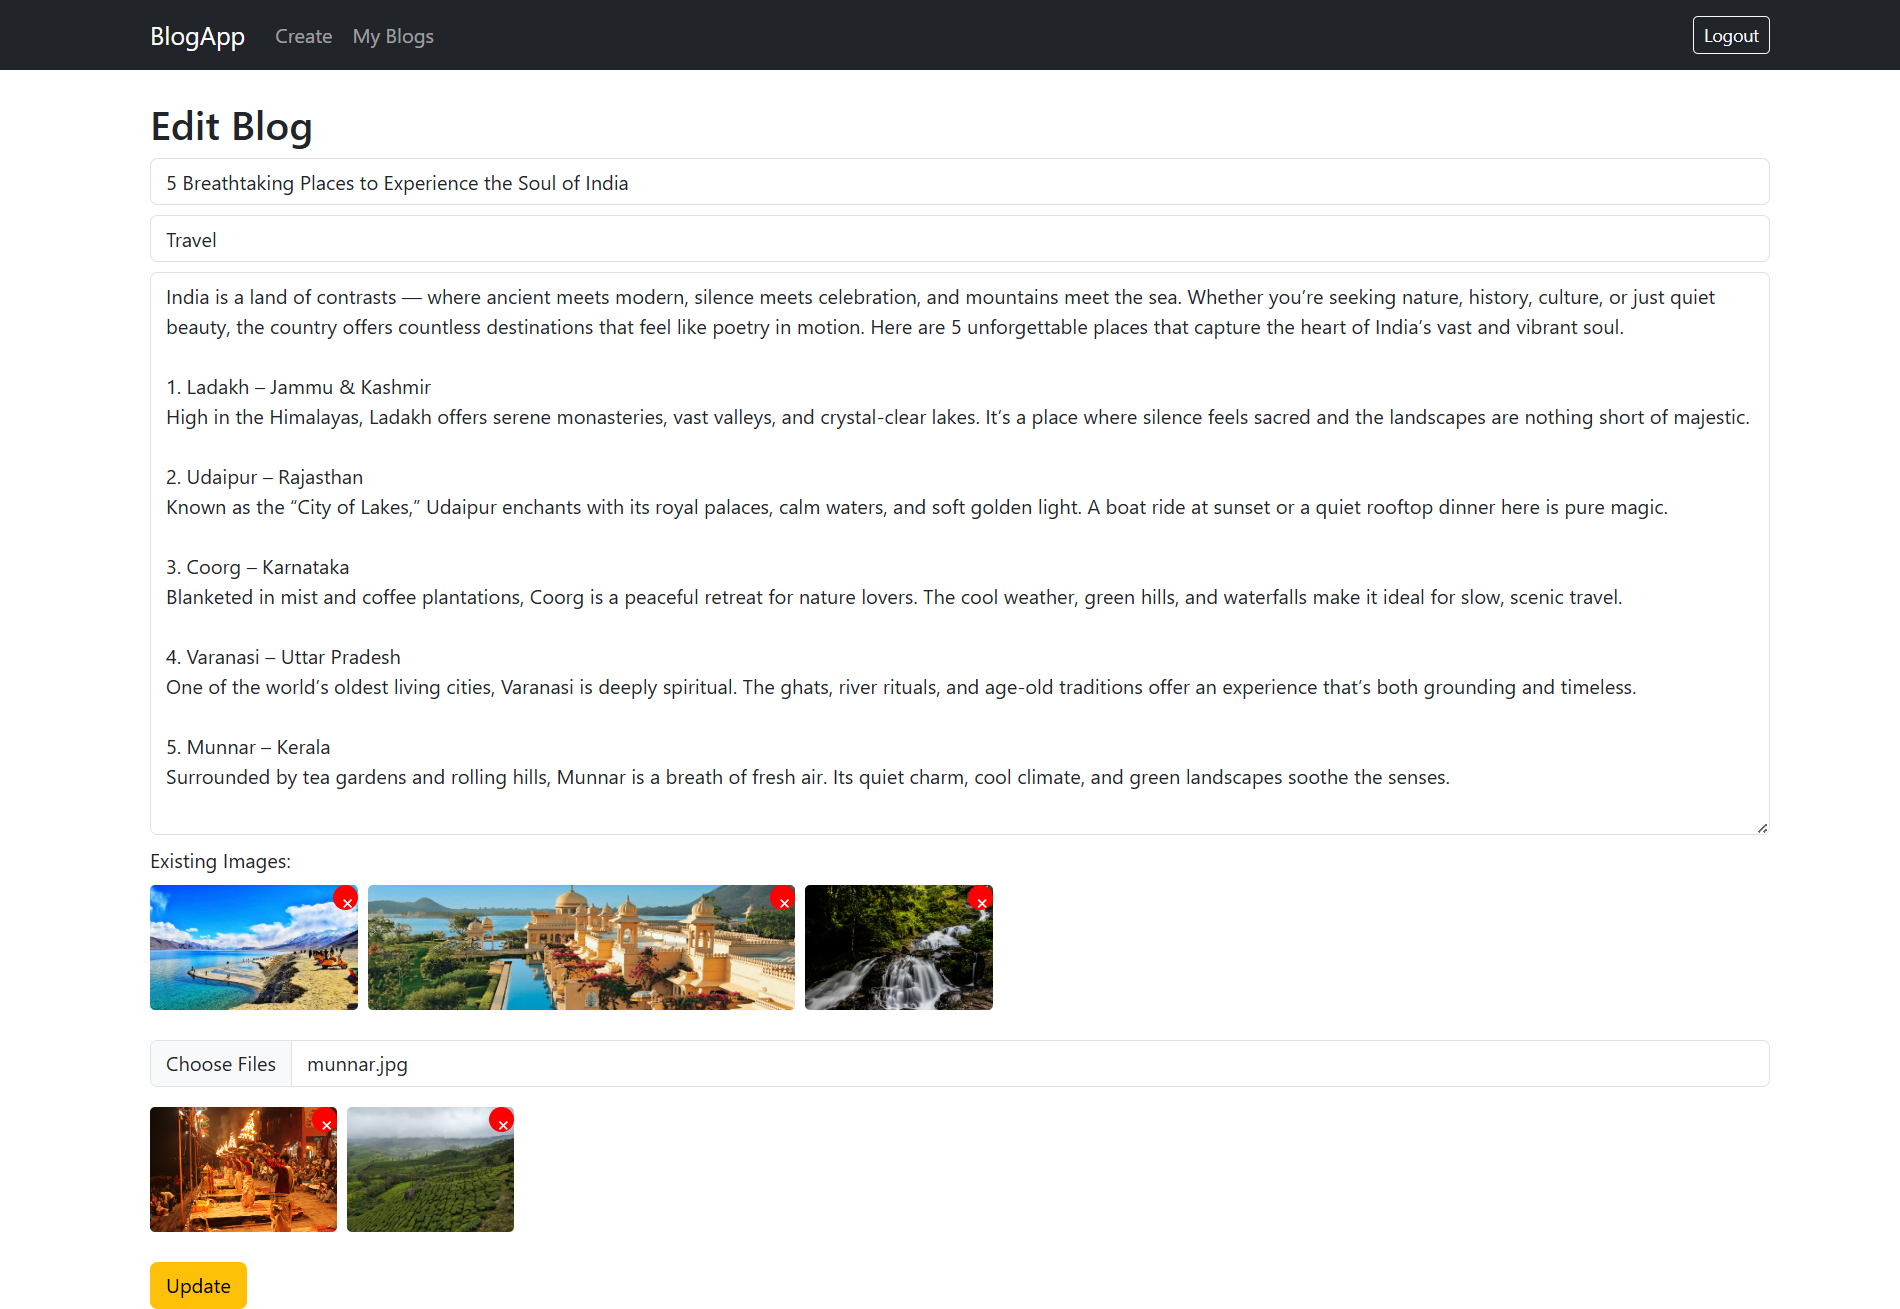 BlogApp Create My Blogs Logout
Edit Blog
5 Breathtaking Places to Experience the Soul of India
Travel
India is a land of contrasts — where ancient meets modern, silence meets celebration, and mountains meet the sea. Whether you’re seeking nature, history, culture, or just quiet
beauty, the country offers countless destinations that feel like poetry in motion. Here are 5 unforgettable places that capture the heart of India’s vast and vibrant soul.
1. Ladakh – Jammu & Kashmir
High in the Himalayas, Ladakh offers serene monasteries, vast valleys, and crystal-clear lakes. It’s a place where silence feels sacred and the landscapes are nothing short of majestic.
2. Udaipur – Rajasthan
Known as the “City of Lakes,” Udaipur enchants with its royal palaces, calm waters, and soft golden light. A boat ride at sunset or a quiet rooftop dinner here is pure magic.
3. Coorg – Karnataka
Blanketed in mist and coffee plantations, Coorg is a peaceful retreat for nature lovers. The cool weather, green hills, and waterfalls make it ideal for slow, scenic travel.
4. Varanasi – Uttar Pradesh
One of the world’s oldest living cities, Varanasi is deeply spiritual. The ghats, river rituals, and age-old traditions offer an experience that’s both grounding and timeless.
5. Munnar – Kerala
Surrounded by tea gardens and rolling hills, Munnar is a breath of fresh air. Its quiet charm, cool climate, and green landscapes soothe the senses.
Existing Images:
Choose Files munnar.jpg
Update